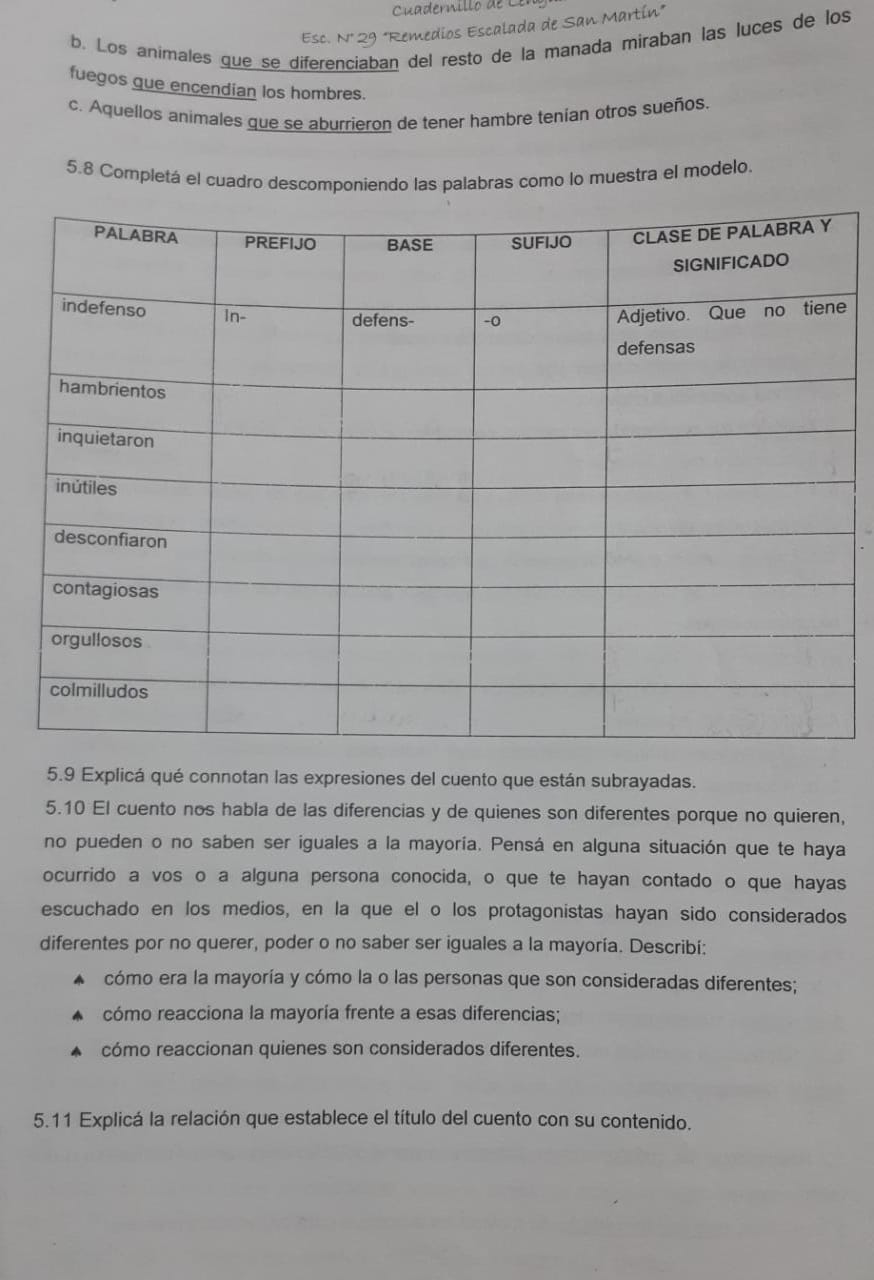 Cuadernillo de
Esc. N° 29 "Remedios Escalada de San Martín"
b. Los animales que se diferenciaban del resto de la manada miraban las luces de los
fuegos que encendían los hombres.
c. Aquellos animales que se aburrieron de tener hambre tenían otros sueños.
5.8 Completá el cuadro descomponiendo las palabras como lo muestra el modelo.
PALABRA PREFIJO BASE SUFIJO CLASE DE PALABRA Y
SIGNIFICADO
indefenso In- defens- -o Adjetivo. Que no tiene
defensas
hambrientos
inquietaron
inútiles
desconfiaron
contagiosas
orgullosos
colmilludos
5.9 Explicá qué connotan las expresiones del cuento que están subrayadas.
5.10 El cuento nos habla de las diferencias y de quienes son diferentes porque no quieren,
no pueden o no saben ser iguales a la mayoría. Pensá en alguna situación que te haya
ocurrido a vos o a alguna persona conocida, o que te hayan contado o que hayas
escuchado en los medios, en la que el o los protagonistas hayan sido considerados
diferentes por no querer, poder o no saber ser iguales a la mayoría. Describí:
cómo era la mayoría y cómo la o las personas que son consideradas diferentes;
cómo reacciona la mayoría frente a esas diferencias;
cómo reaccionan quienes son considerados diferentes.
5.11 Explicá la relación que establece el título del cuento con su contenido.